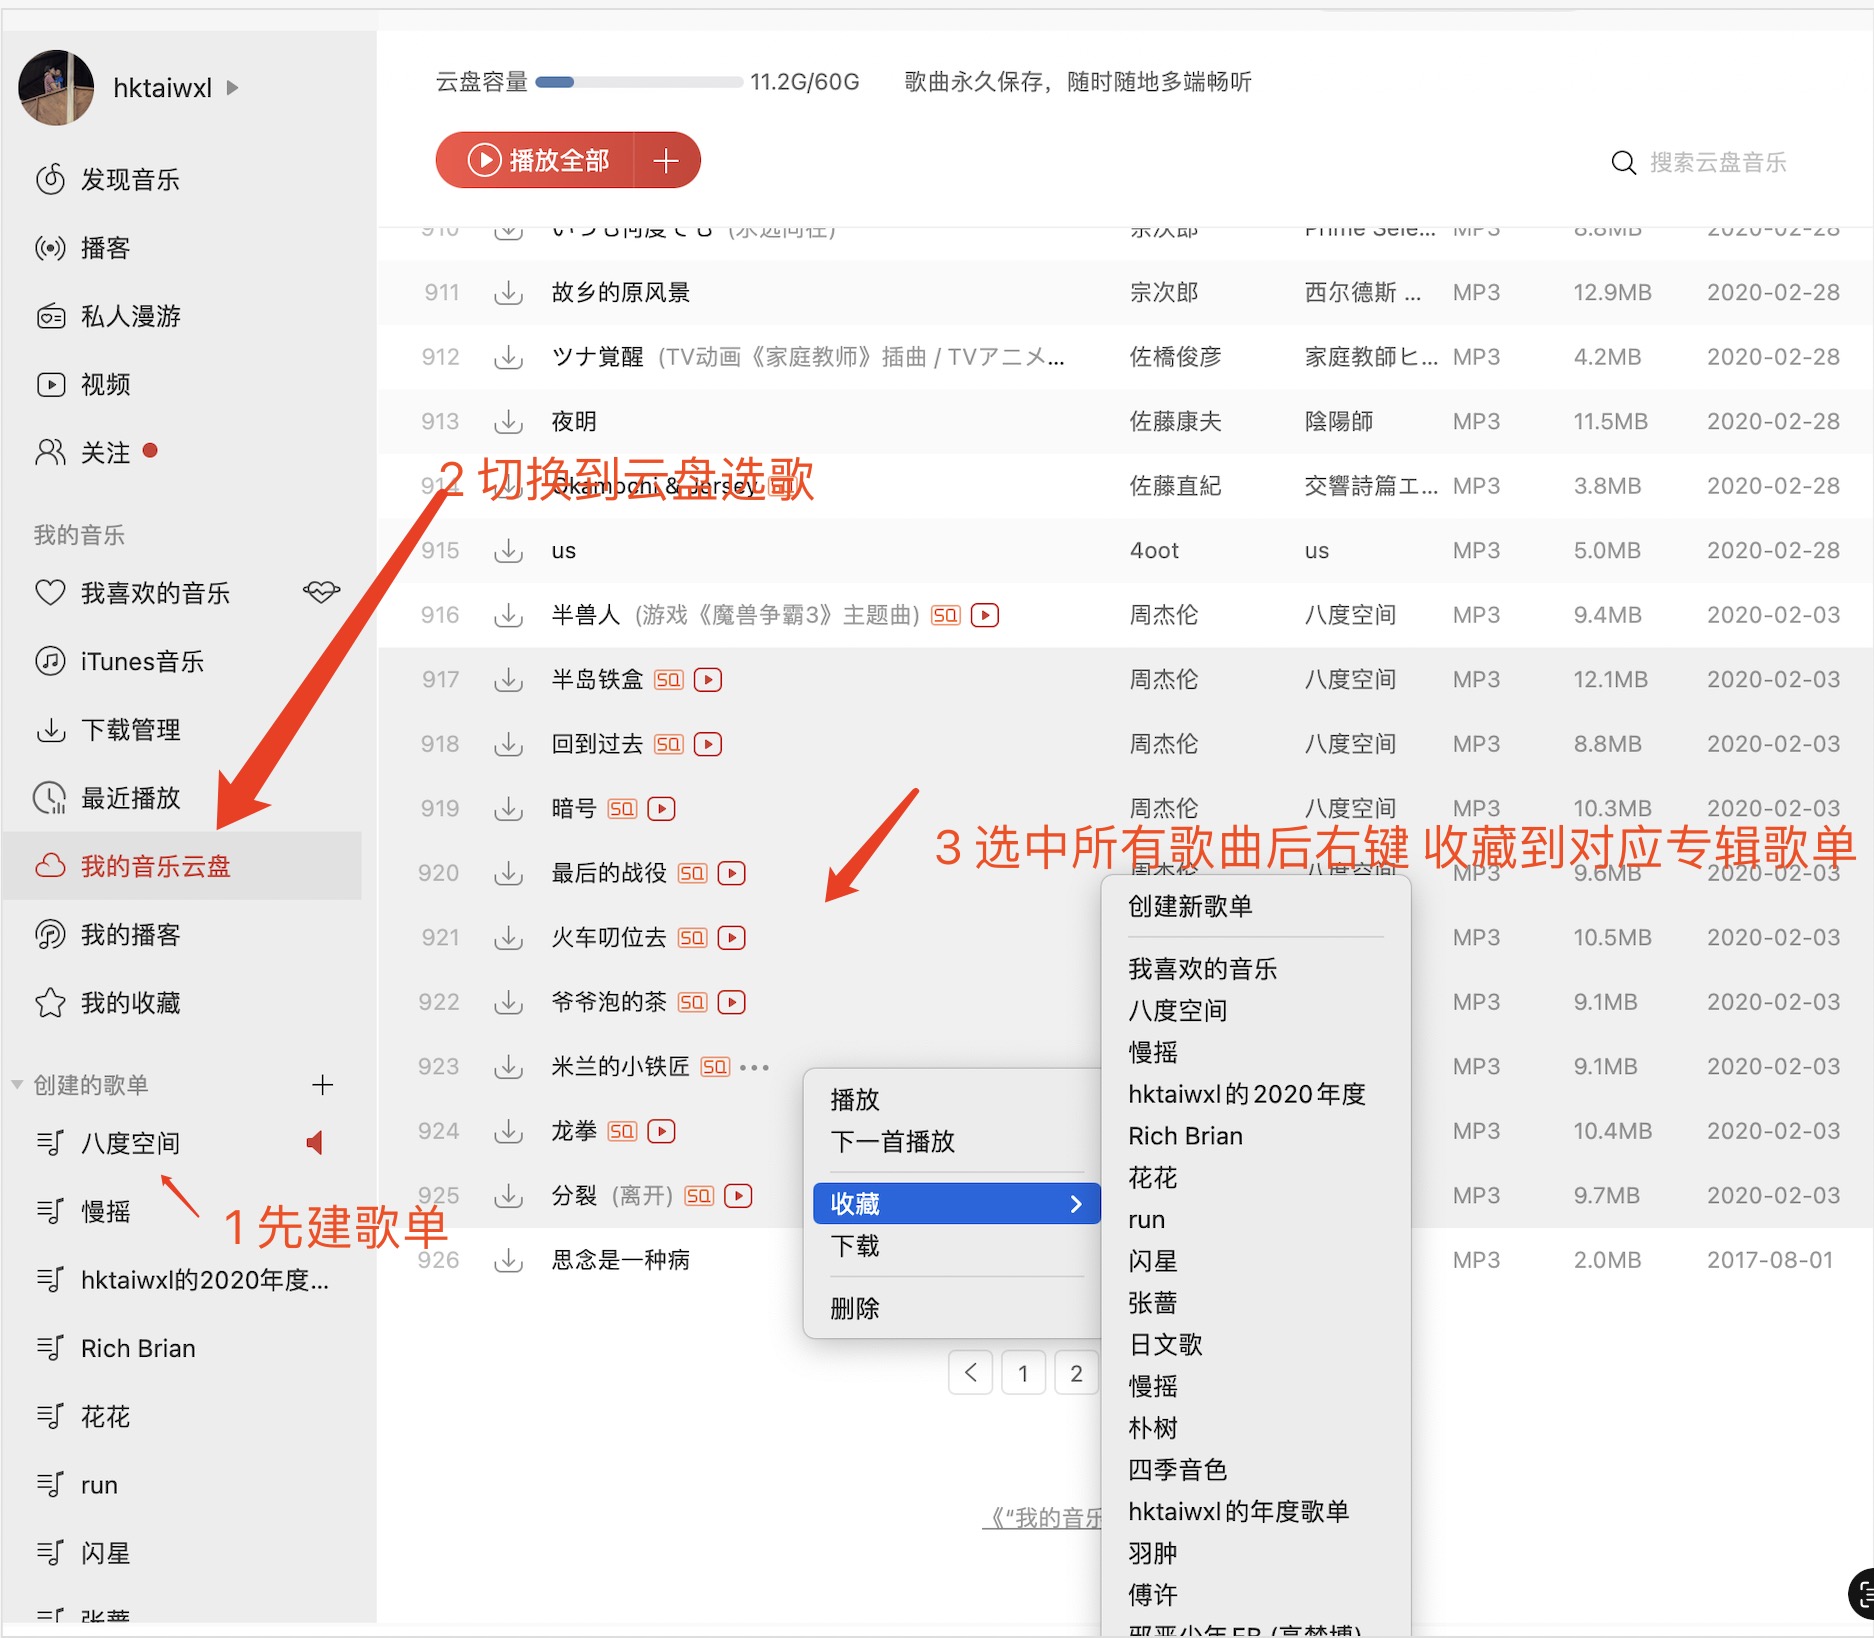 hktaiwxl
发现音乐
播客
私人漫游
视频
关注
我的音乐
我喜欢的音乐
iTunes音乐
下载管理
最近播放
我的音乐云盘
我的播客
我的收藏
创建的歌单
八度空间
慢摇
hktaiwxl的2020年度...
Rich Brian
花花
run
闪星
张蔷
云盘容量 11.2G/60G 歌曲永久保存，随时随地多端畅听
播放全部
搜索云盘音乐
910 いつも何度でも (永远同在) 宗次郎 Prime Sele... MP3 8.8MB 2020-02-28
911 故乡的原风景 宗次郎 西尔德斯 ... MP3 12.9MB 2020-02-28
912 ツナ覚醒 (TV动画《家庭教师》插曲 / TVアニメ... 佐橋俊彦 家庭教師ヒ... MP3 4.2MB 2020-02-28
913 夜明 佐藤康夫 陰陽師 MP3 11.5MB 2020-02-28
914 Okamochi & Jersey SQ 佐藤直紀 交響詩篇エ... MP3 3.8MB 2020-02-28
915 us 4oot us MP3 5.0MB 2020-02-28
916 半兽人 (游戏《魔兽争霸3》主题曲) SQ 周杰伦 八度空间 MP3 9.4MB 2020-02-03
917 半岛铁盒 SQ 周杰伦 八度空间 MP3 12.1MB 2020-02-03
918 回到过去 SQ 周杰伦 八度空间 MP3 8.8MB 2020-02-03
919 暗号 SQ 周杰伦 八度空间 MP3 10.3MB 2020-02-03
920 最后的战役 SQ 周杰伦 八度空间 MP3 9.6MB 2020-02-03
921 火车叨位去 SQ MP3 10.5MB 2020-02-03
922 爷爷泡的茶 SQ MP3 9.1MB 2020-02-03
923 米兰的小铁匠 SQ ••• MP3 9.1MB 2020-02-03
924 龙拳 SQ MP3 10.4MB 2020-02-03
925 分裂 (离开) SQ MP3 9.7MB 2020-02-03
926 思念是一种病 MP3 2.0MB 2017-08-01
1 2
《“我的音乐
播放
下一首播放
收藏
下载
删除
创建新歌单
我喜欢的音乐
八度空间
慢摇
hktaiwxl的2020年度
Rich Brian
花花
run
闪星
张蔷
日文歌
慢摇
朴树
四季音色
hktaiwxl的年度歌单
羽肿
傅许
1 先建歌单
2 切换到云盘选歌
3 选中所有歌曲后右键 收藏到对应专辑歌单